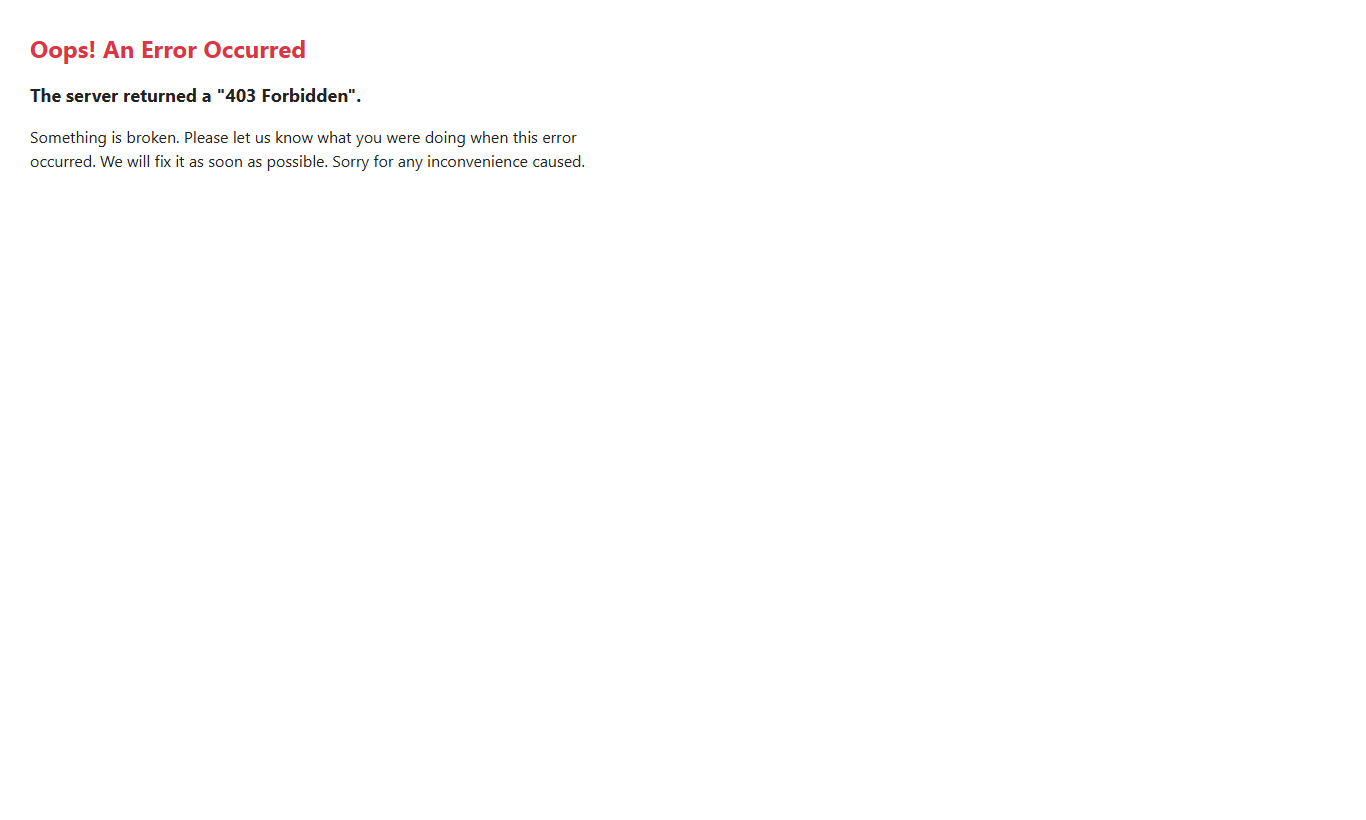 Oops! An Error Occurred
The server returned a "403 Forbidden".
Something is broken. Please let us know what you were doing when this error
occurred. We will fix it as soon as possible. Sorry for any inconvenience caused.